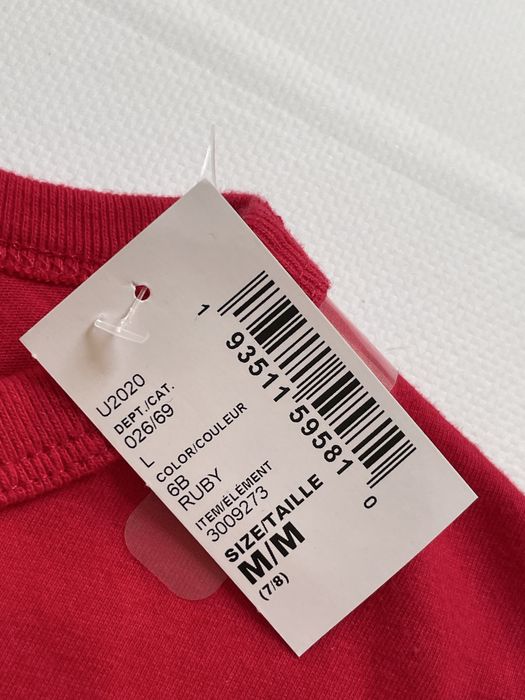 1 93511 59581 0
U2020
DEPT./CAT.
026/69
L
COLOR/COULEUR
6B
RUBY
ITEM/ÉLÉMENT
3009273
SIZE/TAILLE
M/M
(7/8)